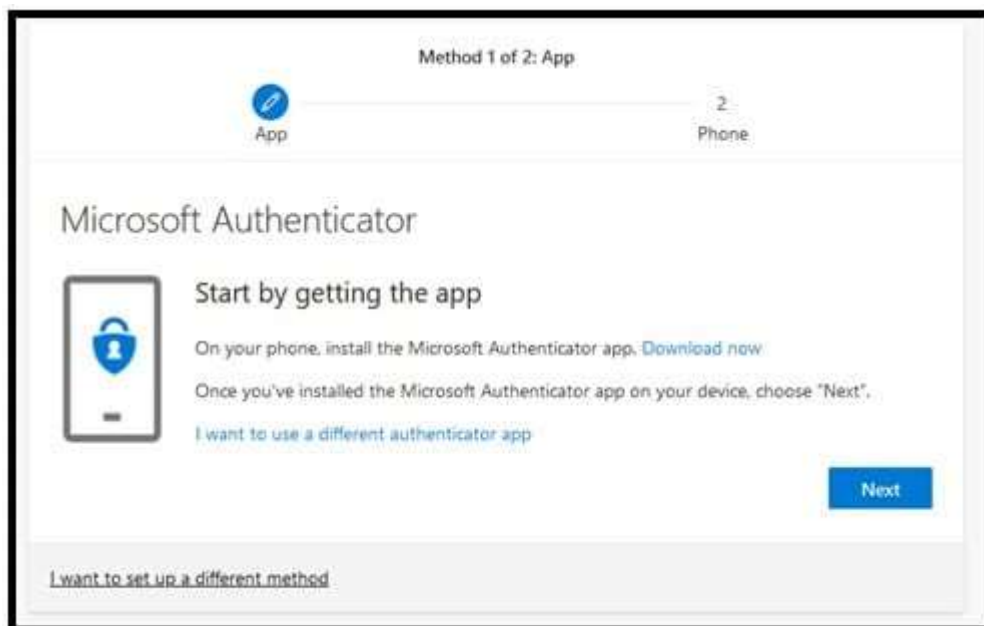 Method 1 of 2: App
2
App
Phone
Microsoft Authenticator
Start by getting the app
On your phone, install the Microsoft Authenticator app. Download now
Once you've installed the Microsoft Authenticator app on your device, choose "Next".
I want to use a different authenticator app
Next
I want to set up a different method